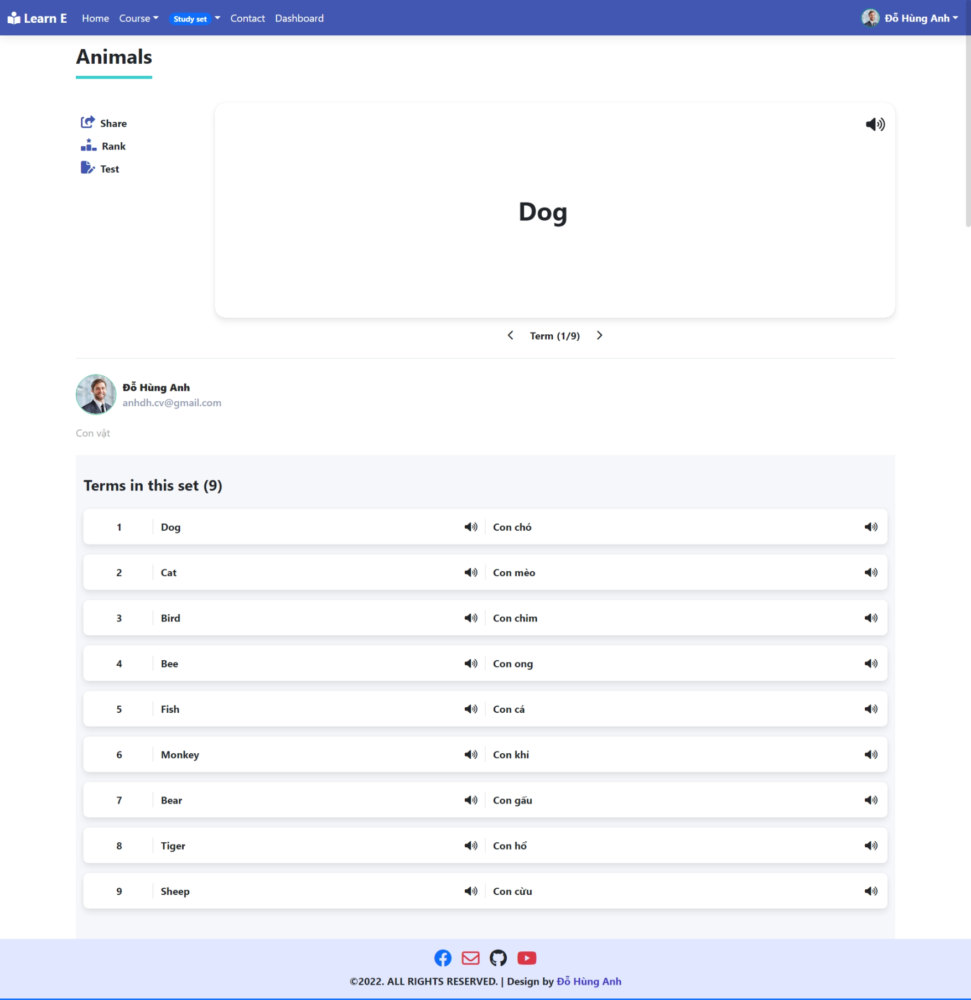 Learn E Home Course Study set Contact Dashboard Đỗ Hùng Anh
Animals
Share
Rank
Test
Dog
Term (1/9)
Đỗ Hùng Anh
anhdh.cv@gmail.com
Con vật
Terms in this set (9)
1 Dog Con chó
2 Cat Con mèo
3 Bird Con chim
4 Bee Con ong
5 Fish Con cá
6 Monkey Con khỉ
7 Bear Con gấu
8 Tiger Con hổ
9 Sheep Con cừu
©2022. ALL RIGHTS RESERVED. | Design by Đỗ Hùng Anh